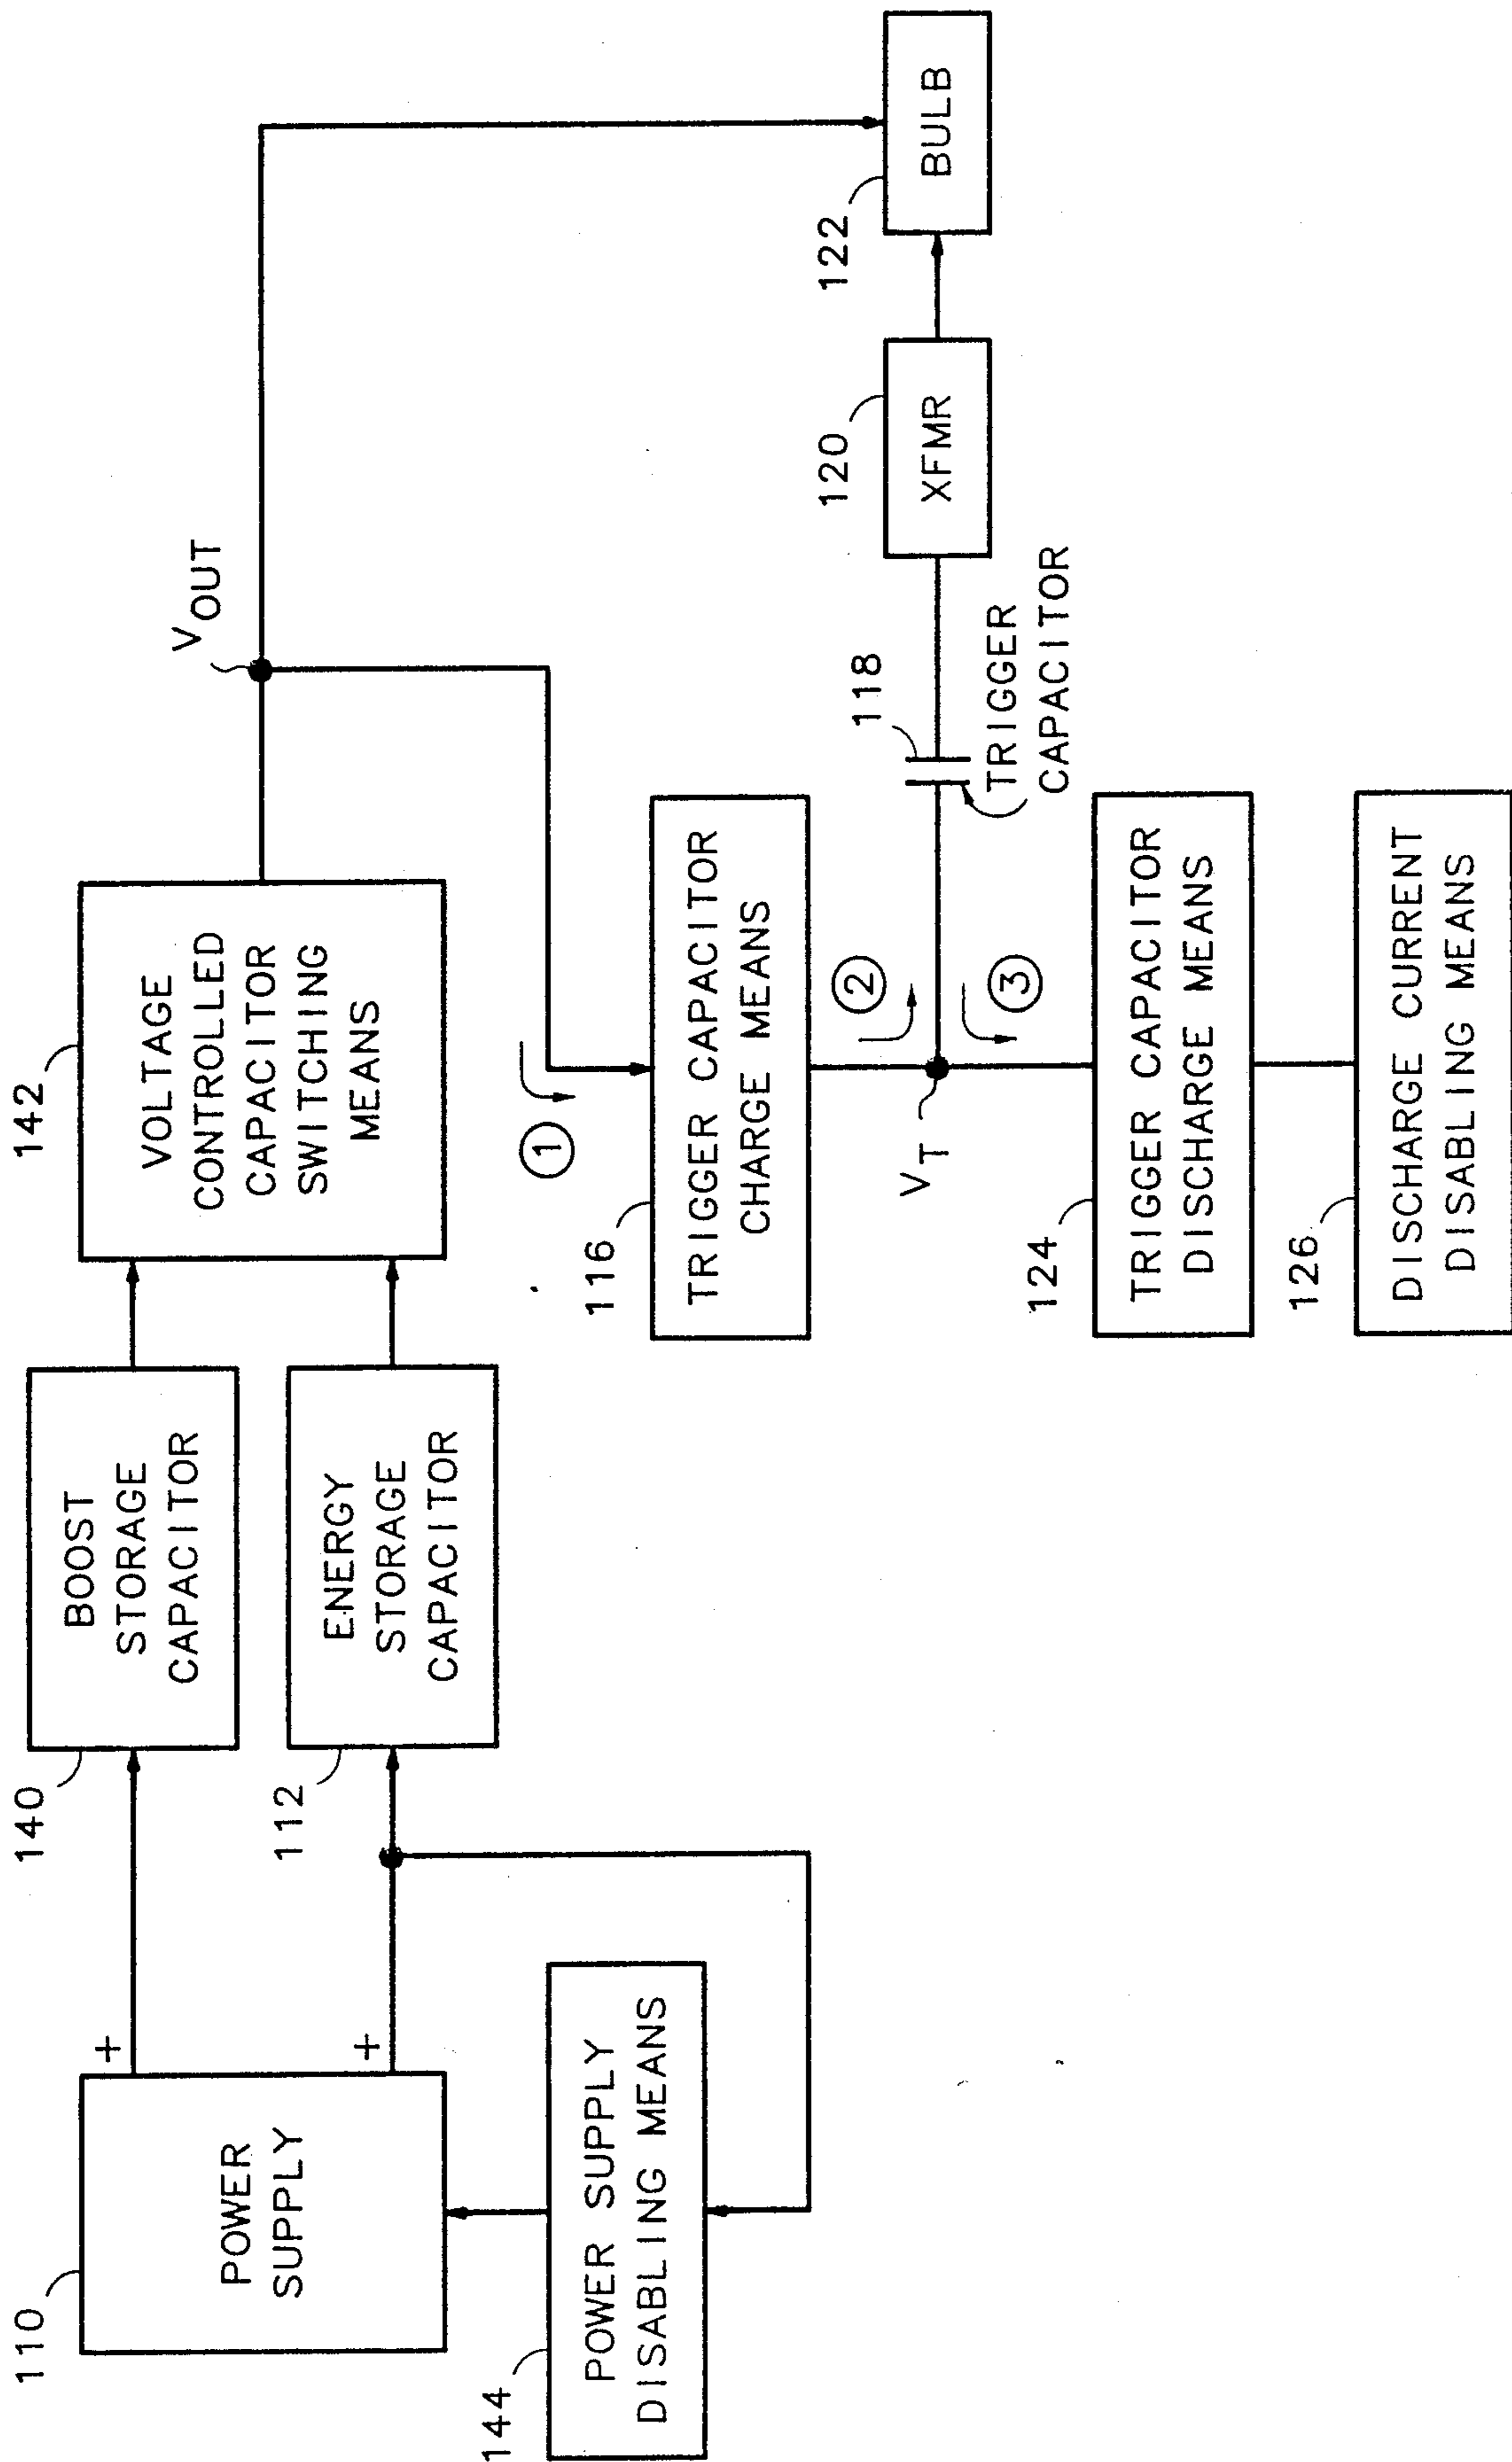 110
POWER
SUPPLY
+
+
144
POWER SUPPLY
DISABLING MEANS
140
BOOST
STORAGE
CAPACITOR
112
ENERGY
STORAGE
CAPACITOR
142
VOLTAGE
CONTROLLED
CAPACITOR
SWITCHING
MEANS
VOUT
1
116
TRIGGER CAPACITOR
CHARGE MEANS
2
VT
3
118
TRIGGER
CAPACITOR
120
XFMR
122
BULB
124
TRIGGER CAPACITOR
DISCHARGE MEANS
126
DISCHARGE CURRENT
DISABLING MEANS